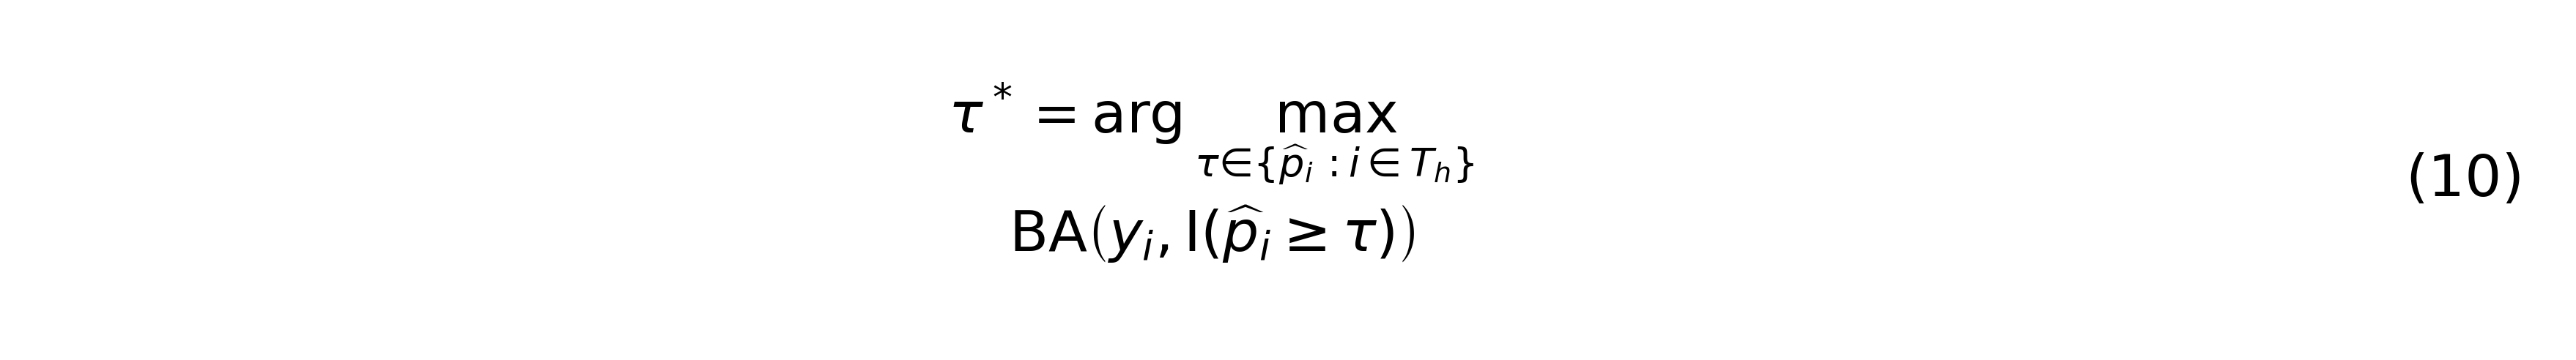 τ* = arg max
τ∈{p̂ᵢ : i ∈ Tₕ}
(10)
BA(yᵢ, I(p̂ᵢ ≥ τ))